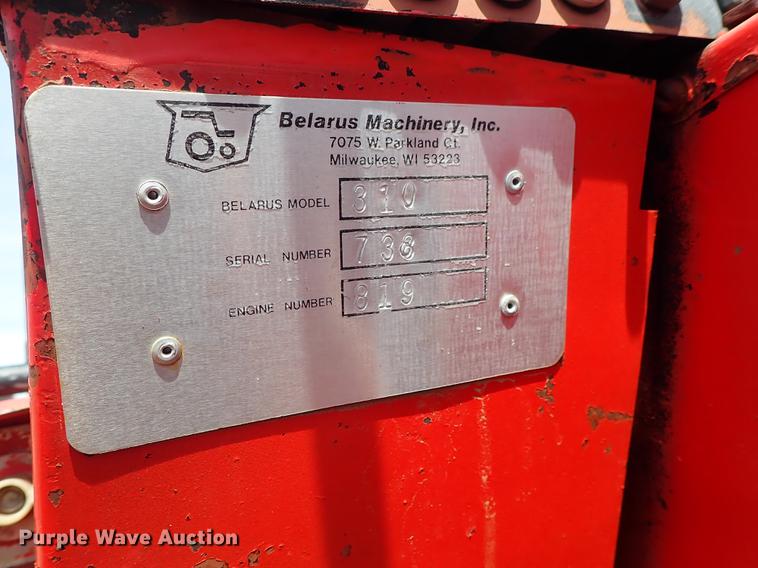 Belarus Machinery, Inc.
7075 W. Parkland Ct.
Milwaukee, WI 53223
BELARUS MODEL 310
SERIAL NUMBER 738
ENGINE NUMBER 819
Purple Wave Auction